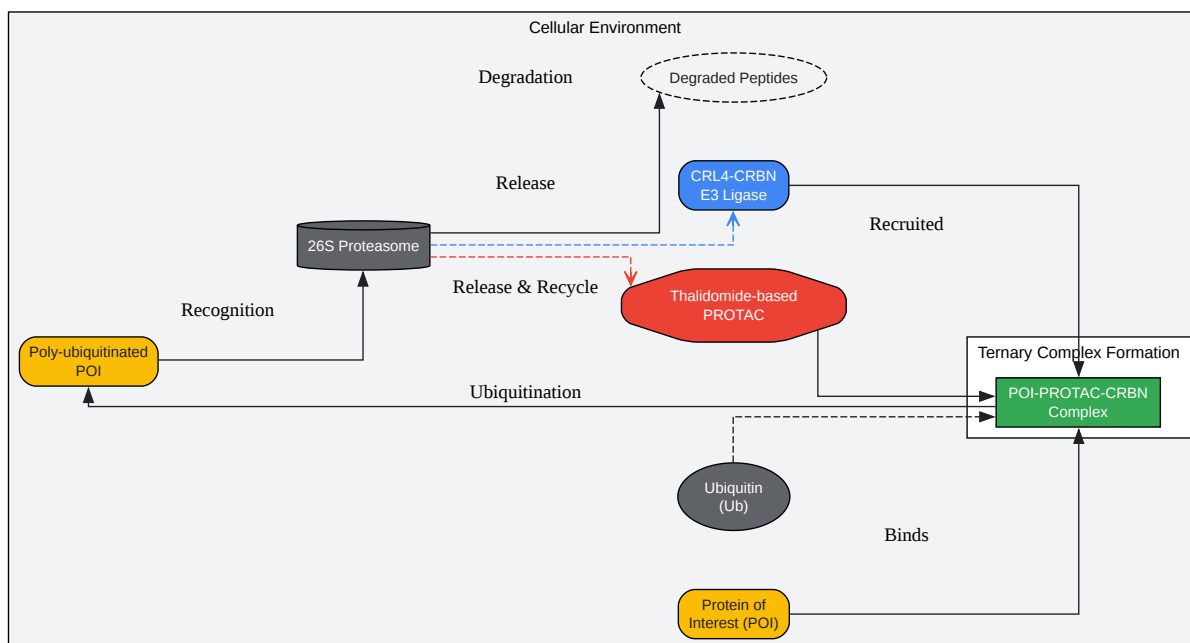 Cellular Environment
Degradation
Degraded Peptides
Release
CRL4-CRBN
E3 Ligase
Recruited
26S Proteasome
Release & Recycle
Thalidomide-based
PROTAC
Recognition
Poly-ubiquitinated
POI
Ternary Complex Formation
Ubiquitination
POI-PROTAC-CRBN
Complex
Ubiquitin
(Ub)
Binds
Protein of
Interest (POI)